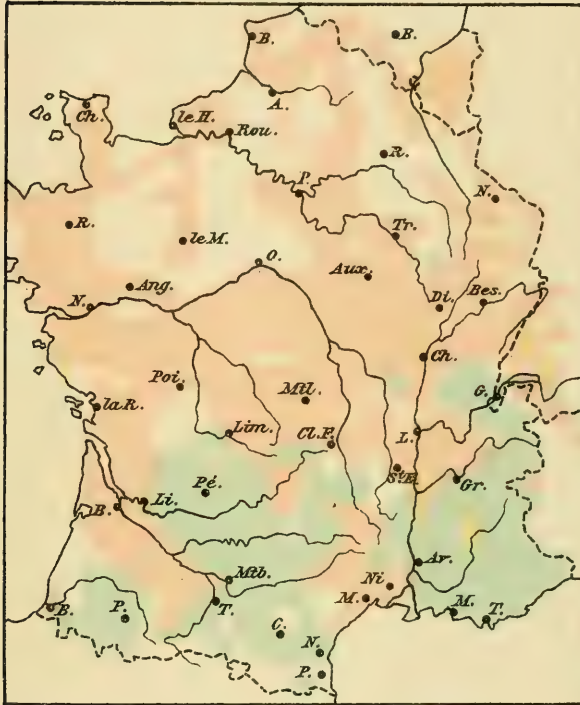 B.
B.
Ch.
le H.
A.
Rou.
R.
P.
N.
R.
le M.
Tr.
O.
Aux.
Ang.
N.
Di.
Bes.
Ch.
Poi.
Mtl.
G.
la R.
Lim.
Cl.F.
L.
St.E.
Gr.
Pé.
Li.
B.
Av.
Mtb.
Ni
B.
P.
T.
M.
M.
T.
C.
N.
P.